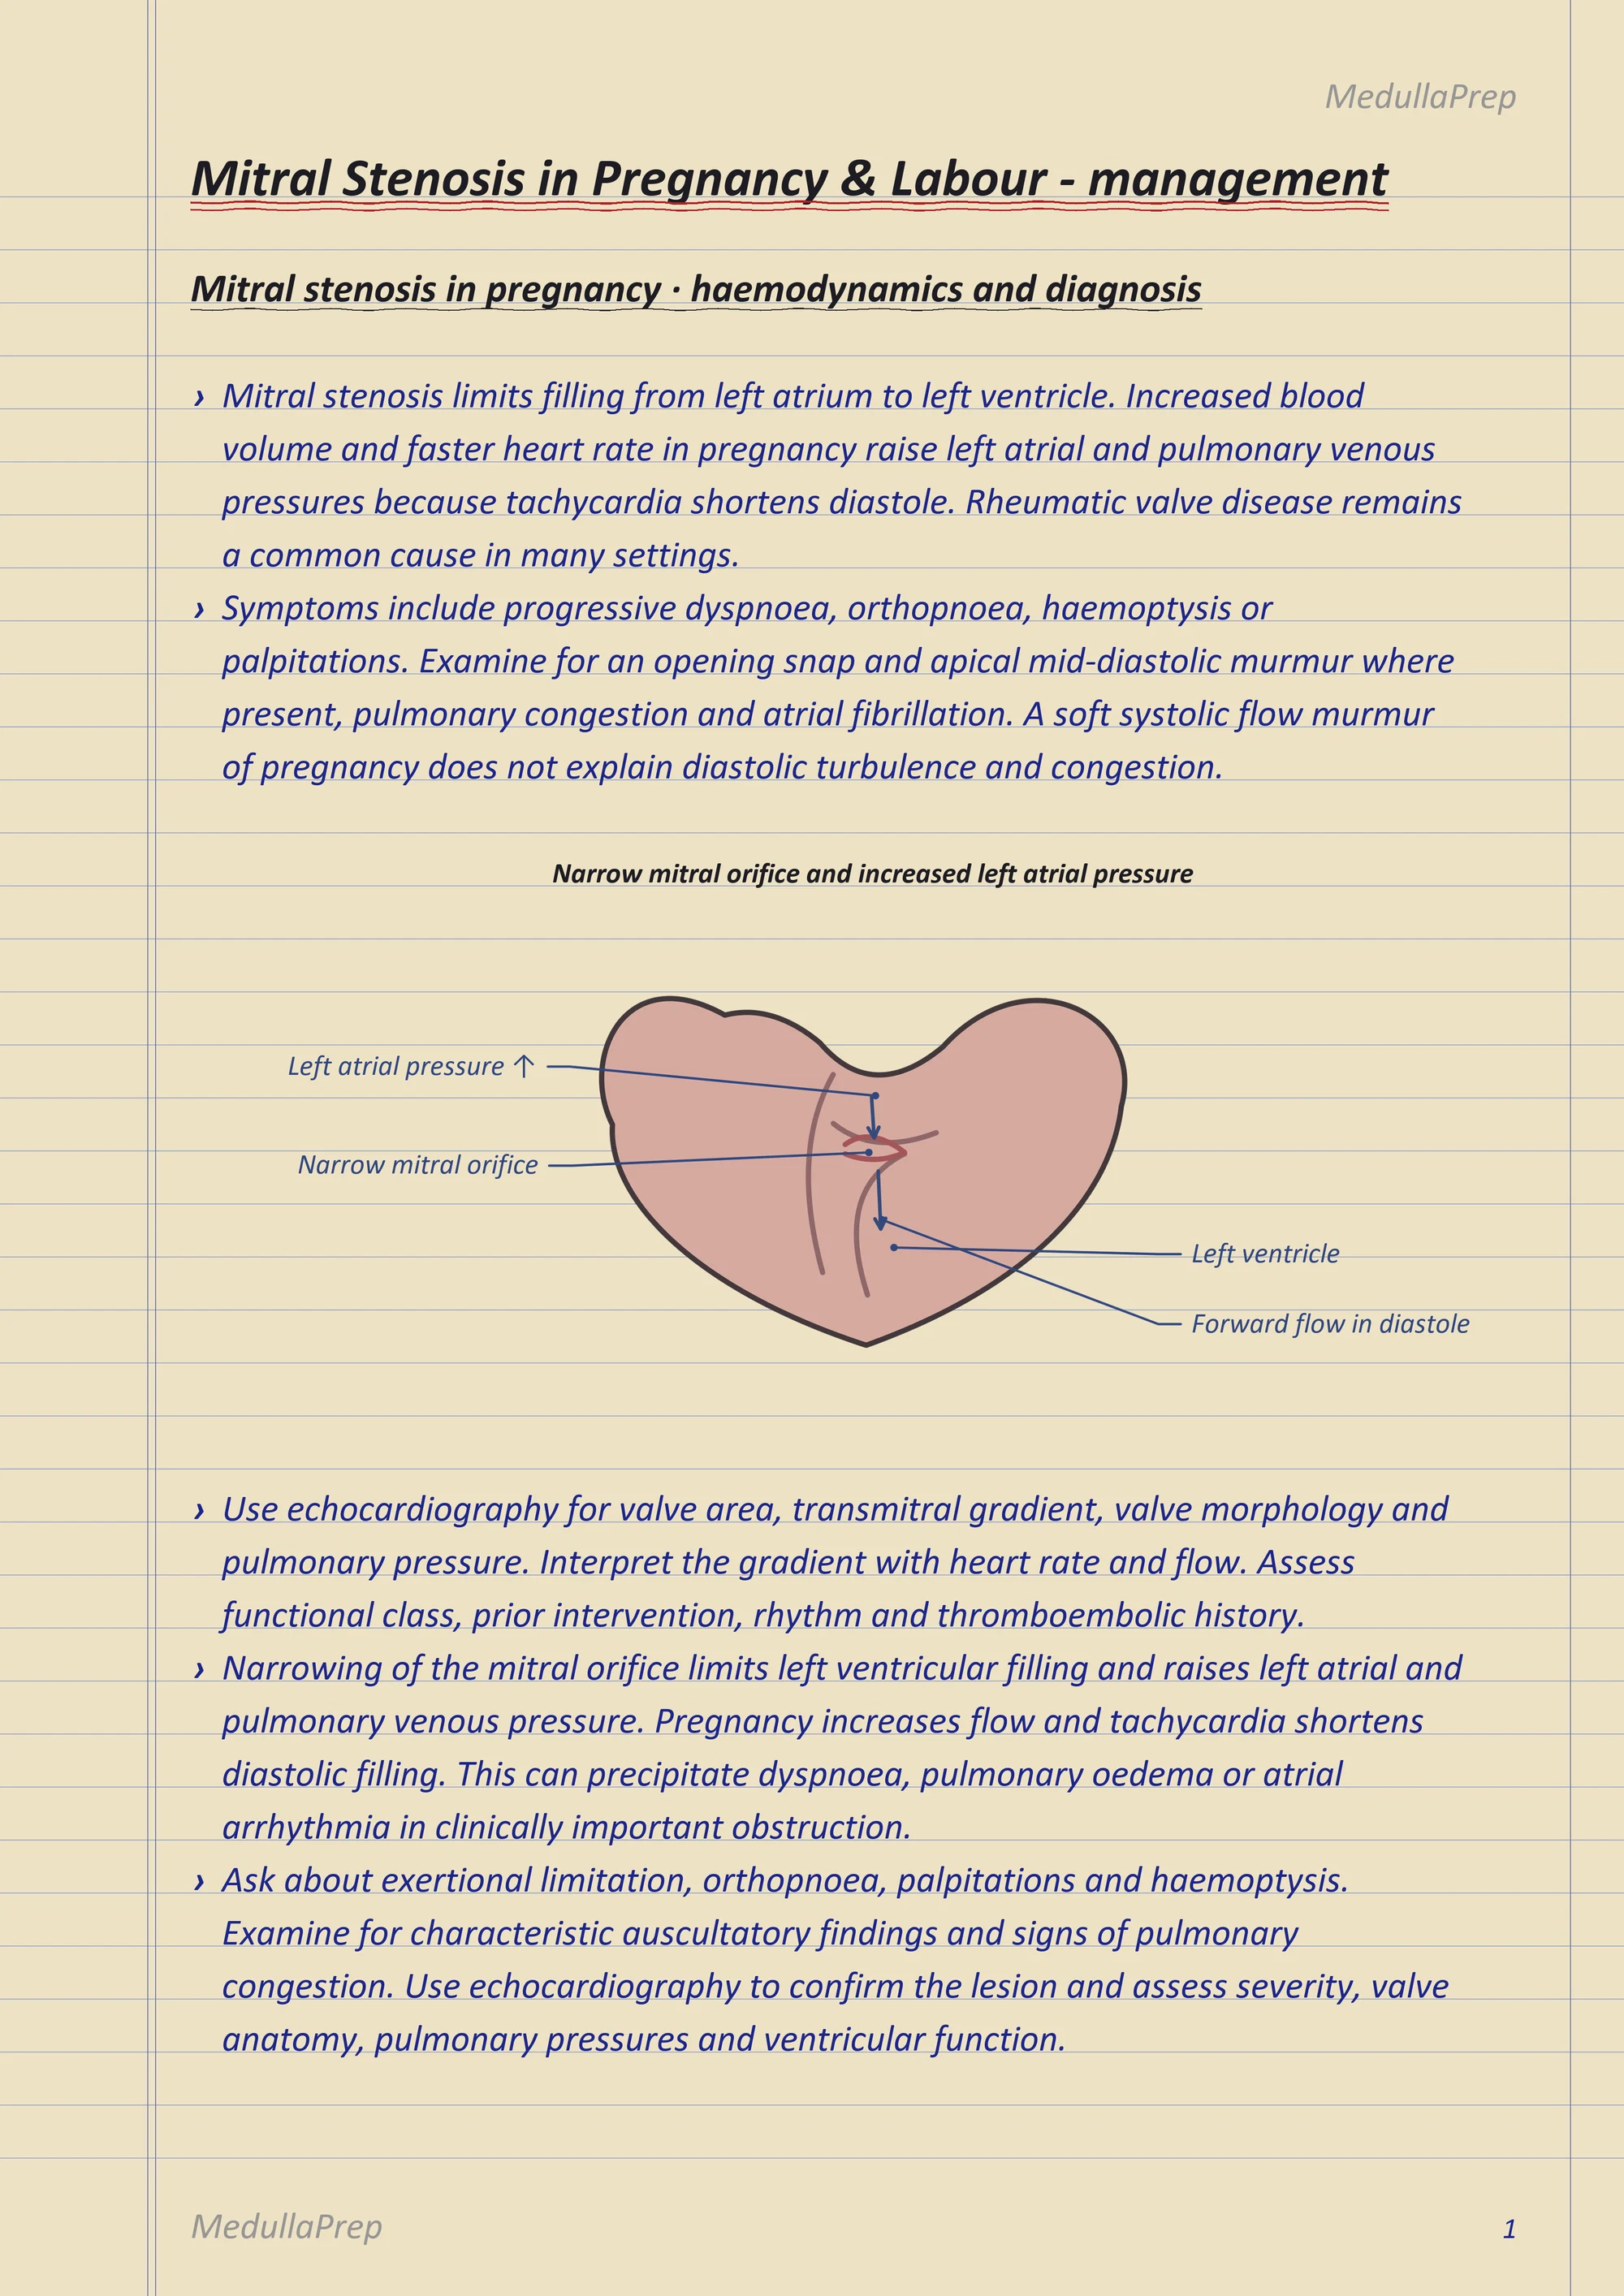 MedullaPrep
Mitral Stenosis in Pregnancy & Labour - management
Mitral stenosis in pregnancy · haemodynamics and diagnosis
› Mitral stenosis limits filling from left atrium to left ventricle. Increased blood
volume and faster heart rate in pregnancy raise left atrial and pulmonary venous
pressures because tachycardia shortens diastole. Rheumatic valve disease remains
a common cause in many settings.
› Symptoms include progressive dyspnoea, orthopnoea, haemoptysis or
palpitations. Examine for an opening snap and apical mid-diastolic murmur where
present, pulmonary congestion and atrial fibrillation. A soft systolic flow murmur
of pregnancy does not explain diastolic turbulence and congestion.
Narrow mitral orifice and increased left atrial pressure
Left atrial pressure ↑
Narrow mitral orifice
Left ventricle
Forward flow in diastole
› Use echocardiography for valve area, transmitral gradient, valve morphology and
pulmonary pressure. Interpret the gradient with heart rate and flow. Assess
functional class, prior intervention, rhythm and thromboembolic history.
› Narrowing of the mitral orifice limits left ventricular filling and raises left atrial and
pulmonary venous pressure. Pregnancy increases flow and tachycardia shortens
diastolic filling. This can precipitate dyspnoea, pulmonary oedema or atrial
arrhythmia in clinically important obstruction.
› Ask about exertional limitation, orthopnoea, palpitations and haemoptysis.
Examine for characteristic auscultatory findings and signs of pulmonary
congestion. Use echocardiography to confirm the lesion and assess severity, valve
anatomy, pulmonary pressures and ventricular function.
MedullaPrep
1